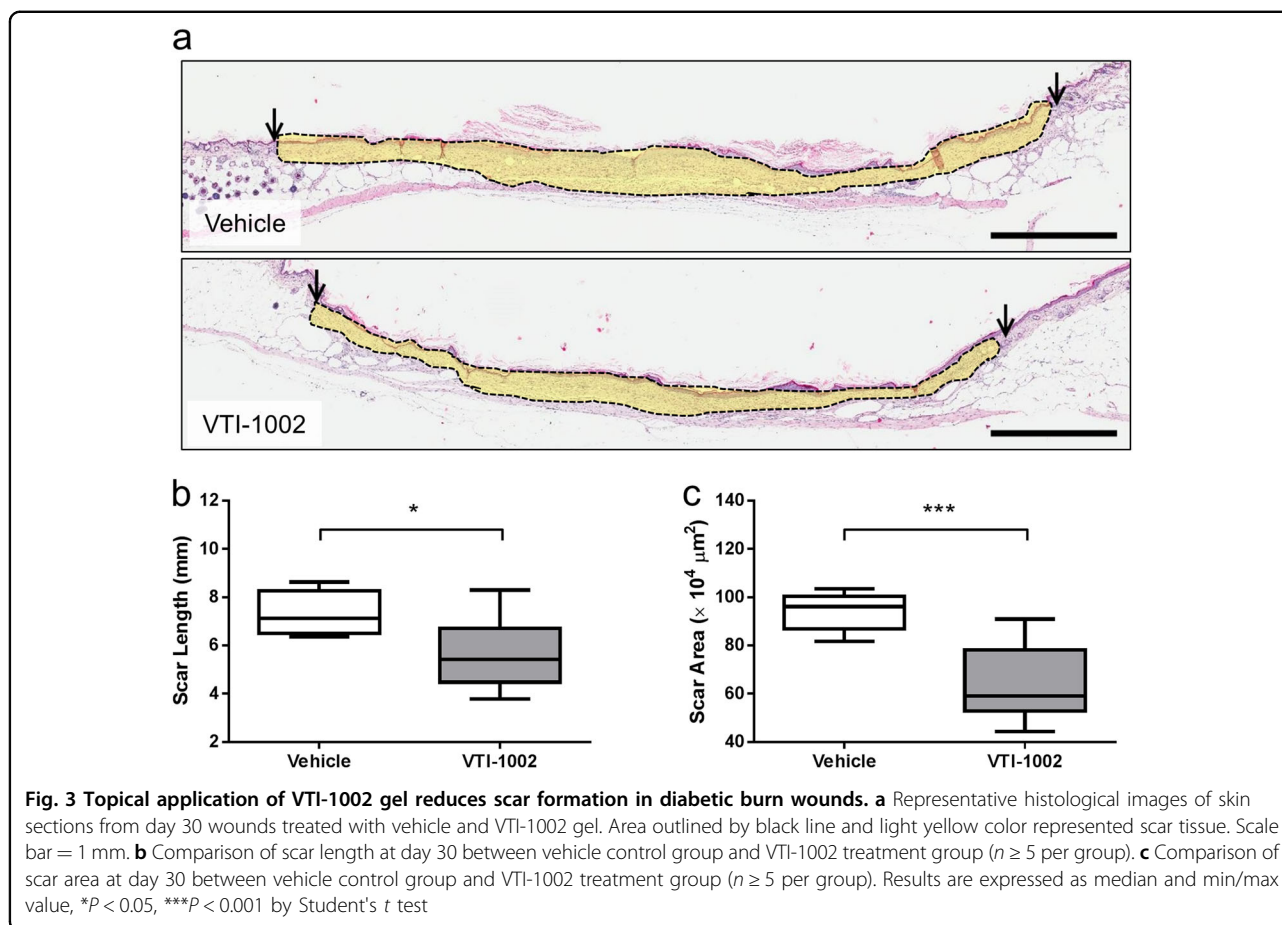 a
Vehicle
VTI-1002
b
Scar Length (mm)
12
10
8
6
4
2
*
Vehicle
VTI-1002
c
Scar Area (× 10⁴ μm²)
140
120
100
80
60
40
***
Vehicle
VTI-1002
Fig. 3 Topical application of VTI-1002 gel reduces scar formation in diabetic burn wounds. a Representative histological images of skin
sections from day 30 wounds treated with vehicle and VTI-1002 gel. Area outlined by black line and light yellow color represented scar tissue. Scale
bar = 1 mm. b Comparison of scar length at day 30 between vehicle control group and VTI-1002 treatment group (n ≥ 5 per group). c Comparison of
scar area at day 30 between vehicle control group and VTI-1002 treatment group (n ≥ 5 per group). Results are expressed as median and min/max
value, *P < 0.05, ***P < 0.001 by Student's t test